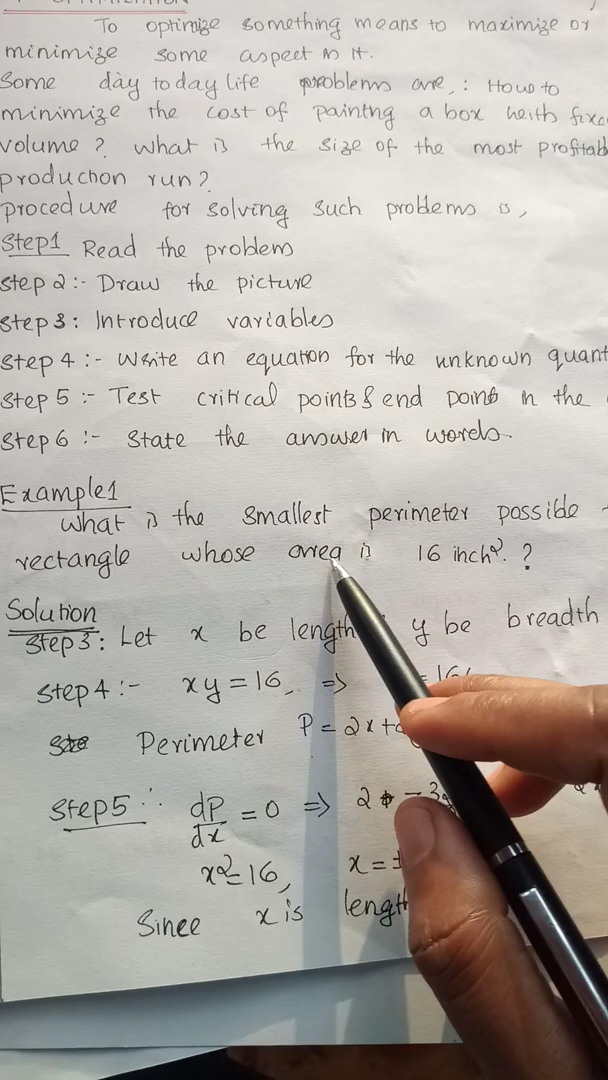 To optimize something means to maximize or
minimize some aspect of it.
Some day today life problems are, : How to
minimize the cost of painting a box with
volume ? What is the size of the most
production run?
procedure for solving such problems is,
Step1 Read the problem
Step 2:- Draw the picture
Step 3: Introduce variables
Step 4 :- Write an equation for the unknown
Step 5 :- Test critical points & end points in the
Step 6 :- State the answer in words.
Example1
What is the smallest perimeter possible
rectangle whose area is 16 inch². ?
Solution
Step3: Let x be length y be breadth
Step4:- xy = 16, =>
Perimeter P = 2x +
Step5 ∴ dP/dx = 0 => 2
x² = 16, x = ±
Since x is length